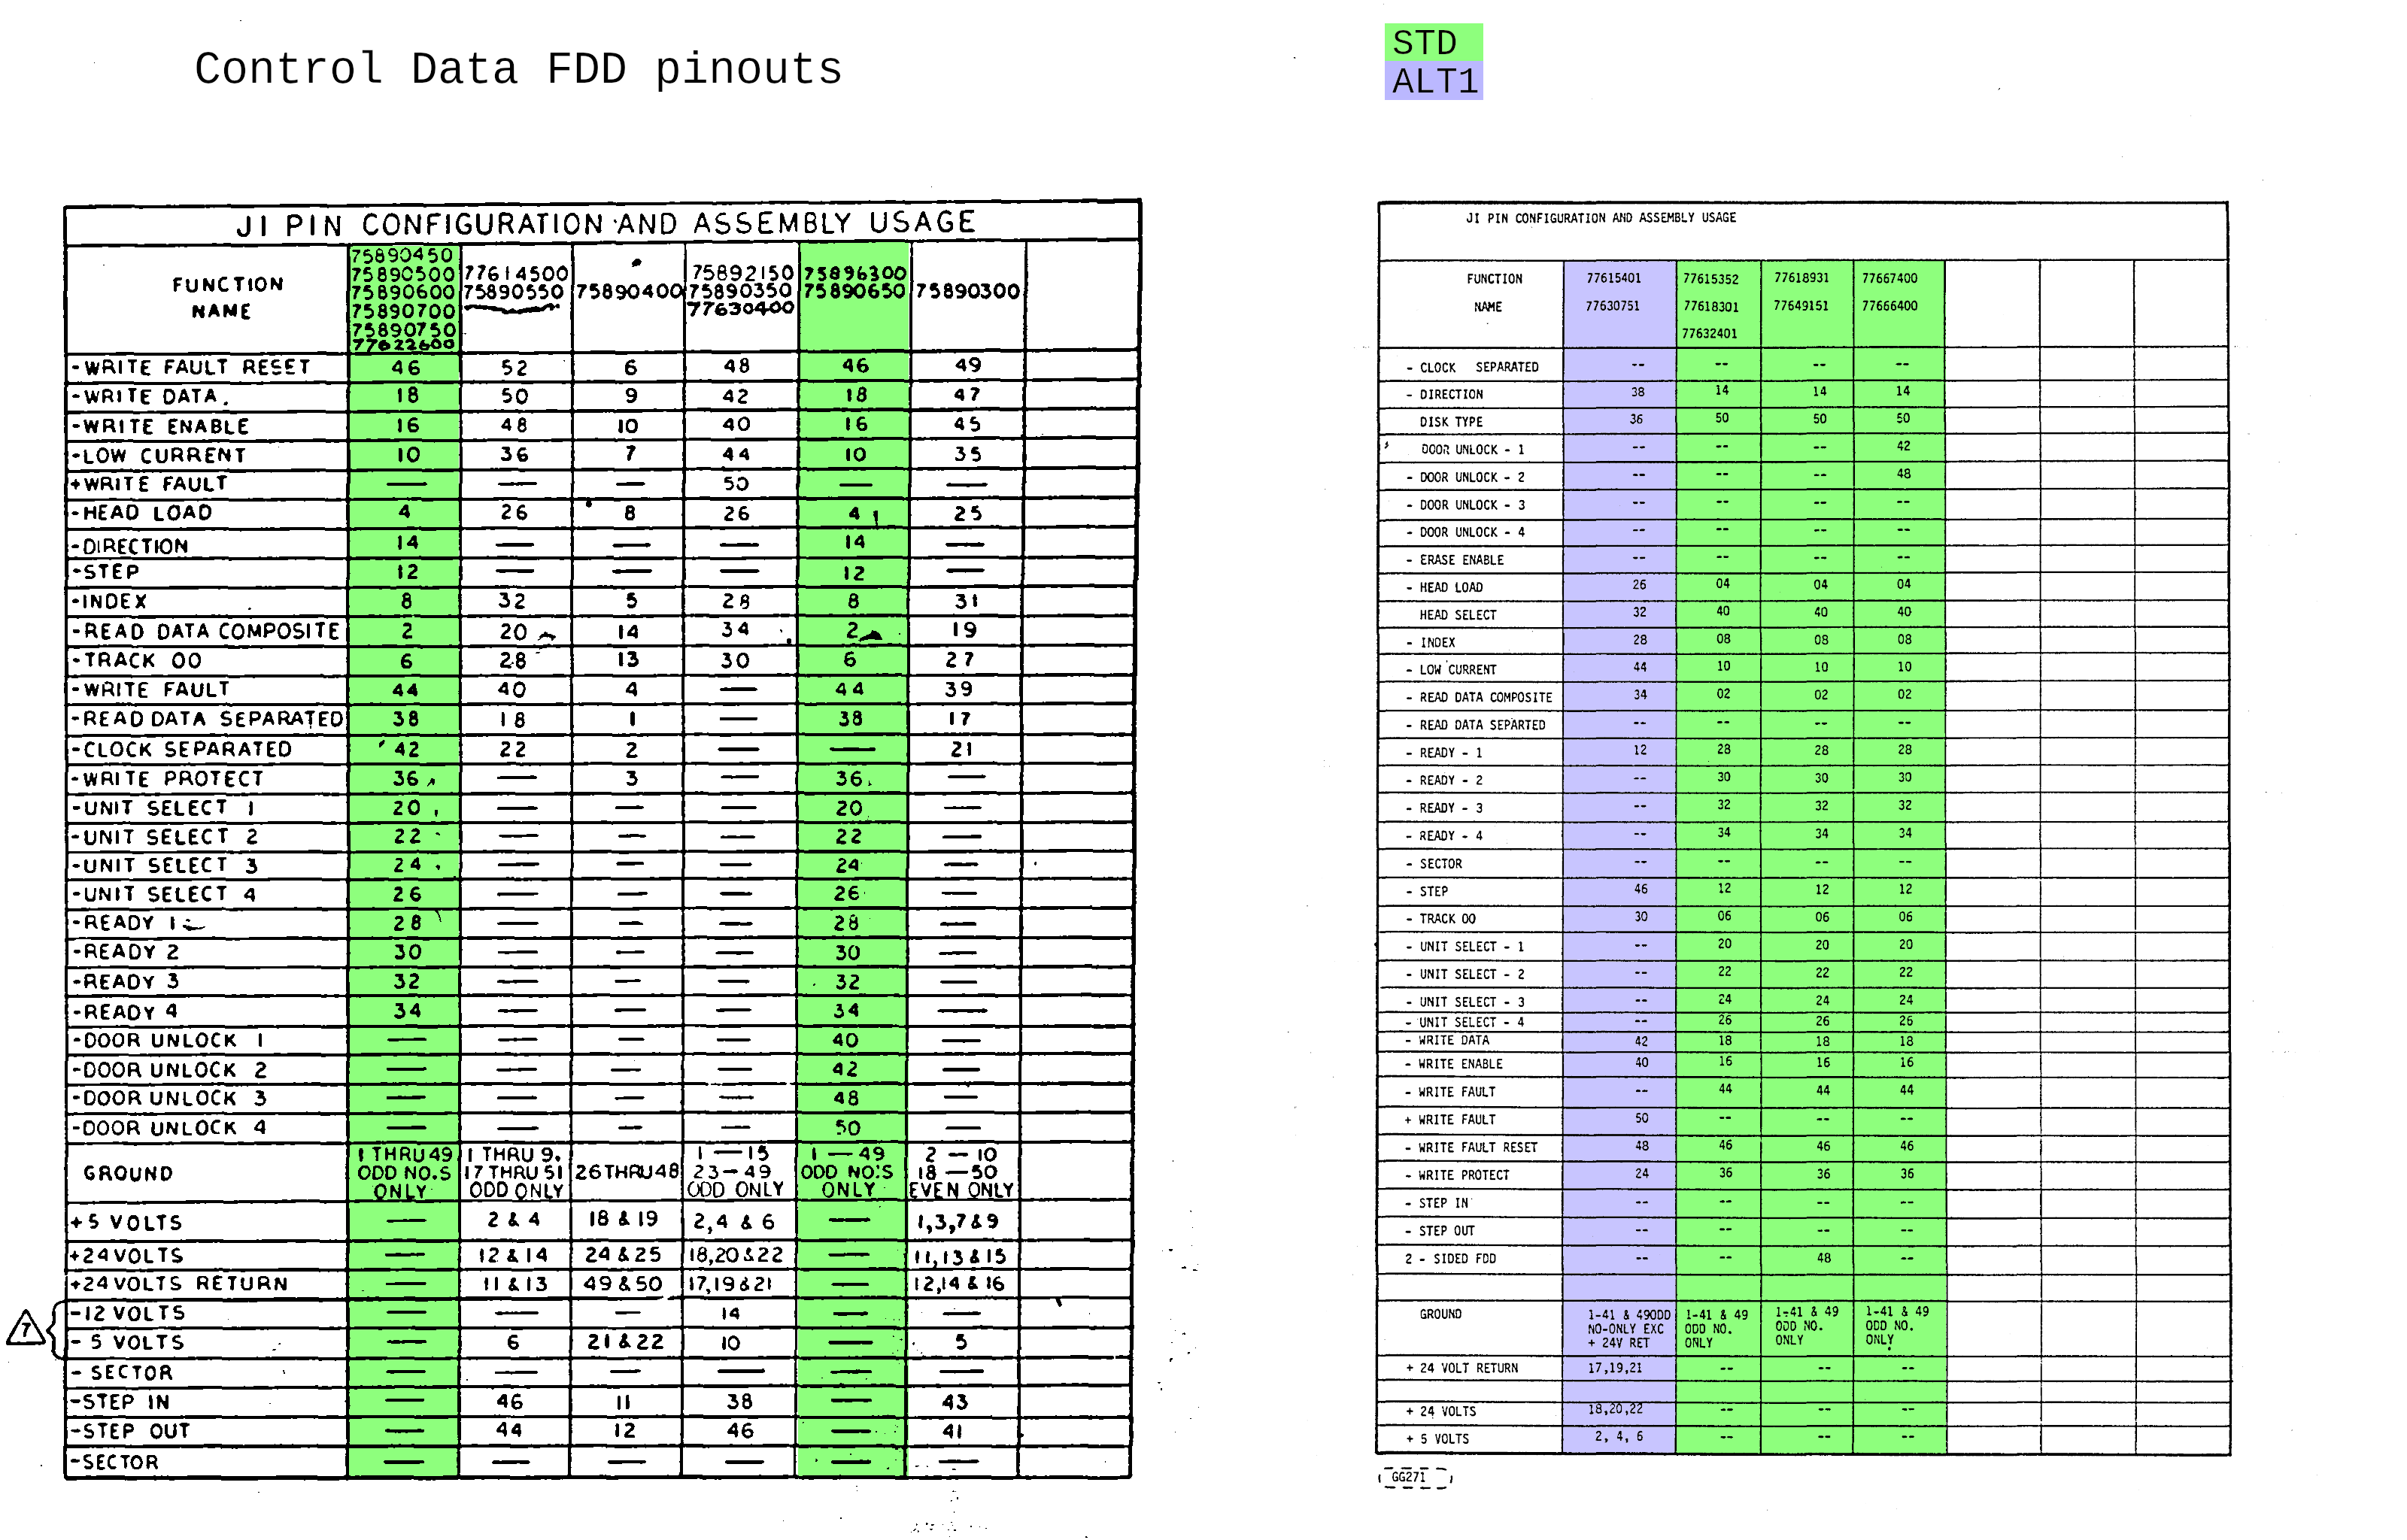 Control Data FDD pinouts
STD
ALT1
JI PIN CONFIGURATION AND ASSEMBLY USAGE
FUNCTION NAME | 75890450 75890500 75890600 75890700 75890750 77622600 | 77614500 75890550 | 75890400 | 75892150 75890350 77630400 | 75896300 75890650 | 75890300
-WRITE FAULT RESET 46 52 6 48 46 49
-WRITE DATA. 18 50 9 42 18 47
-WRITE ENABLE 16 48 10 40 16 45
-LOW CURRENT 10 36 7 44 10 35
+WRITE FAULT — — — 50 — —
-HEAD LOAD 4 26 8 26 4 25
-DIRECTION 14 — — — 14 —
-STEP 12 — — — 12 —
-INDEX 8 32 5 28 8 31
-READ DATA COMPOSITE 2 20 14 34 2 19
-TRACK 00 6 28 13 30 6 27
-WRITE FAULT 44 40 4 — 44 39
-READ DATA SEPARATED 38 18 1 — 38 17
-CLOCK SEPARATED 42 22 2 — — 21
-WRITE PROTECT 36 — 3 — 36 —
-UNIT SELECT 1 20 — — — 20 —
-UNIT SELECT 2 22 — — — 22 —
-UNIT SELECT 3 24 — — — 24 —
-UNIT SELECT 4 26 — — — 26 —
-READY 1 28 — — — 28 —
-READY 2 30 — — — 30 —
-READY 3 32 — — — 32 —
-READY 4 34 — — — 34 —
-DOOR UNLOCK 1 — — — — 40 —
-DOOR UNLOCK 2 — — — — 42 —
-DOOR UNLOCK 3 — — — — 48 —
-DOOR UNLOCK 4 — — — — 50 —
GROUND | 1 THRU 49 ODD NO.S ONLY | 1 THRU 9. 17 THRU 51 ODD ONLY | 26 THRU 48 | 1—15 23—49 ODD ONLY | 1—49 ODD NO.'S ONLY | 2—10 18—50 EVEN ONLY
+5 VOLTS — 2 & 4 18 & 19 2,4 & 6 — 1,3,7&9
+24 VOLTS — 12 & 14 24 & 25 18,20 & 22 — 11,13 & 15
+24 VOLTS RETURN — 11 & 13 49 & 50 17,19 & 21 — 12,14 & 16
7
-12 VOLTS — — — 14 — —
- 5 VOLTS — 6 21 & 22 10 — 5
- SECTOR — — — — — —
-STEP IN — 46 11 38 — 43
-STEP OUT — 44 12 46 — 41
-SECTOR — — — — — —
JI PIN CONFIGURATION AND ASSEMBLY USAGE
FUNCTION 77615401 77615352 77618931 77667400
NAME 77630751 77618301 77649151 77666400
77632401
- CLOCK SEPARATED -- -- -- --
- DIRECTION 38 14 14 14
DISK TYPE 36 50 50 50
DOOR UNLOCK - 1 -- -- -- 42
- DOOR UNLOCK - 2 -- -- -- 48
- DOOR UNLOCK - 3 -- -- -- --
- DOOR UNLOCK - 4 -- -- -- --
- ERASE ENABLE -- -- -- --
- HEAD LOAD 26 04 04 04
HEAD SELECT 32 40 40 40
- INDEX 28 08 08 08
- LOW CURRENT 44 10 10 10
- READ DATA COMPOSITE 34 02 02 02
- READ DATA SEPARTED -- -- -- --
- READY - 1 12 28 28 28
- READY - 2 -- 30 30 30
- READY - 3 -- 32 32 32
- READY - 4 -- 34 34 34
- SECTOR -- -- -- --
- STEP 46 12 12 12
- TRACK 00 30 06 06 06
- UNIT SELECT - 1 -- 20 20 20
- UNIT SELECT - 2 -- 22 22 22
- UNIT SELECT - 3 -- 24 24 24
- UNIT SELECT - 4 -- 26 26 26
- WRITE DATA 42 18 18 18
- WRITE ENABLE 40 16 16 16
- WRITE FAULT -- 44 44 44
+ WRITE FAULT 50 -- -- --
- WRITE FAULT RESET 48 46 46 46
- WRITE PROTECT 24 36 36 36
- STEP IN -- -- -- --
- STEP OUT -- -- -- --
2 - SIDED FDD -- -- 48 --
GROUND | 1-41 & 49ODD NO-ONLY EXC + 24V RET | 1-41 & 49 ODD NO. ONLY | 1-41 & 49 ODD NO. ONLY | 1-41 & 49 ODD NO. ONLY
+ 24 VOLT RETURN 17,19,21 -- -- --
+ 24 VOLTS 18,20,22 -- -- --
+ 5 VOLTS 2, 4, 6 -- -- --
GG271